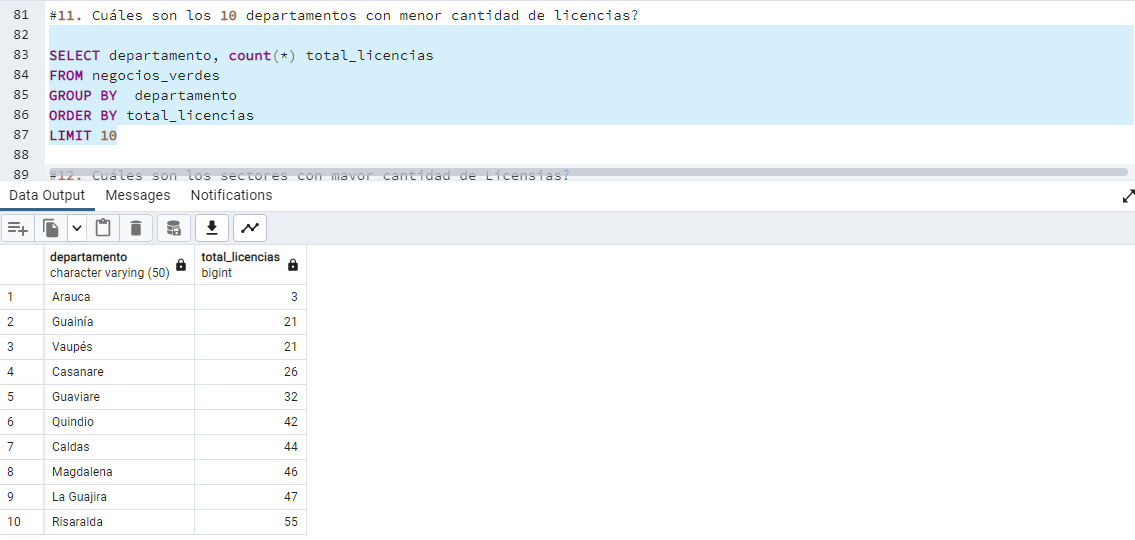 81 #11. Cuáles son los 10 departamentos con menor cantidad de licencias?
82
83 SELECT departamento, count(*) total_licencias
84 FROM negocios_verdes
85 GROUP BY  departamento
86 ORDER BY total_licencias
87 LIMIT 10
88
89 #12. Cuáles son los sectores con mayor cantidad de Licensias?
Data Output Messages Notifications
departamento total_licencias
character varying (50) bigint
1 Arauca 3
2 Guainía 21
3 Vaupés 21
4 Casanare 26
5 Guaviare 32
6 Quindio 42
7 Caldas 44
8 Magdalena 46
9 La Guajira 47
10 Risaralda 55